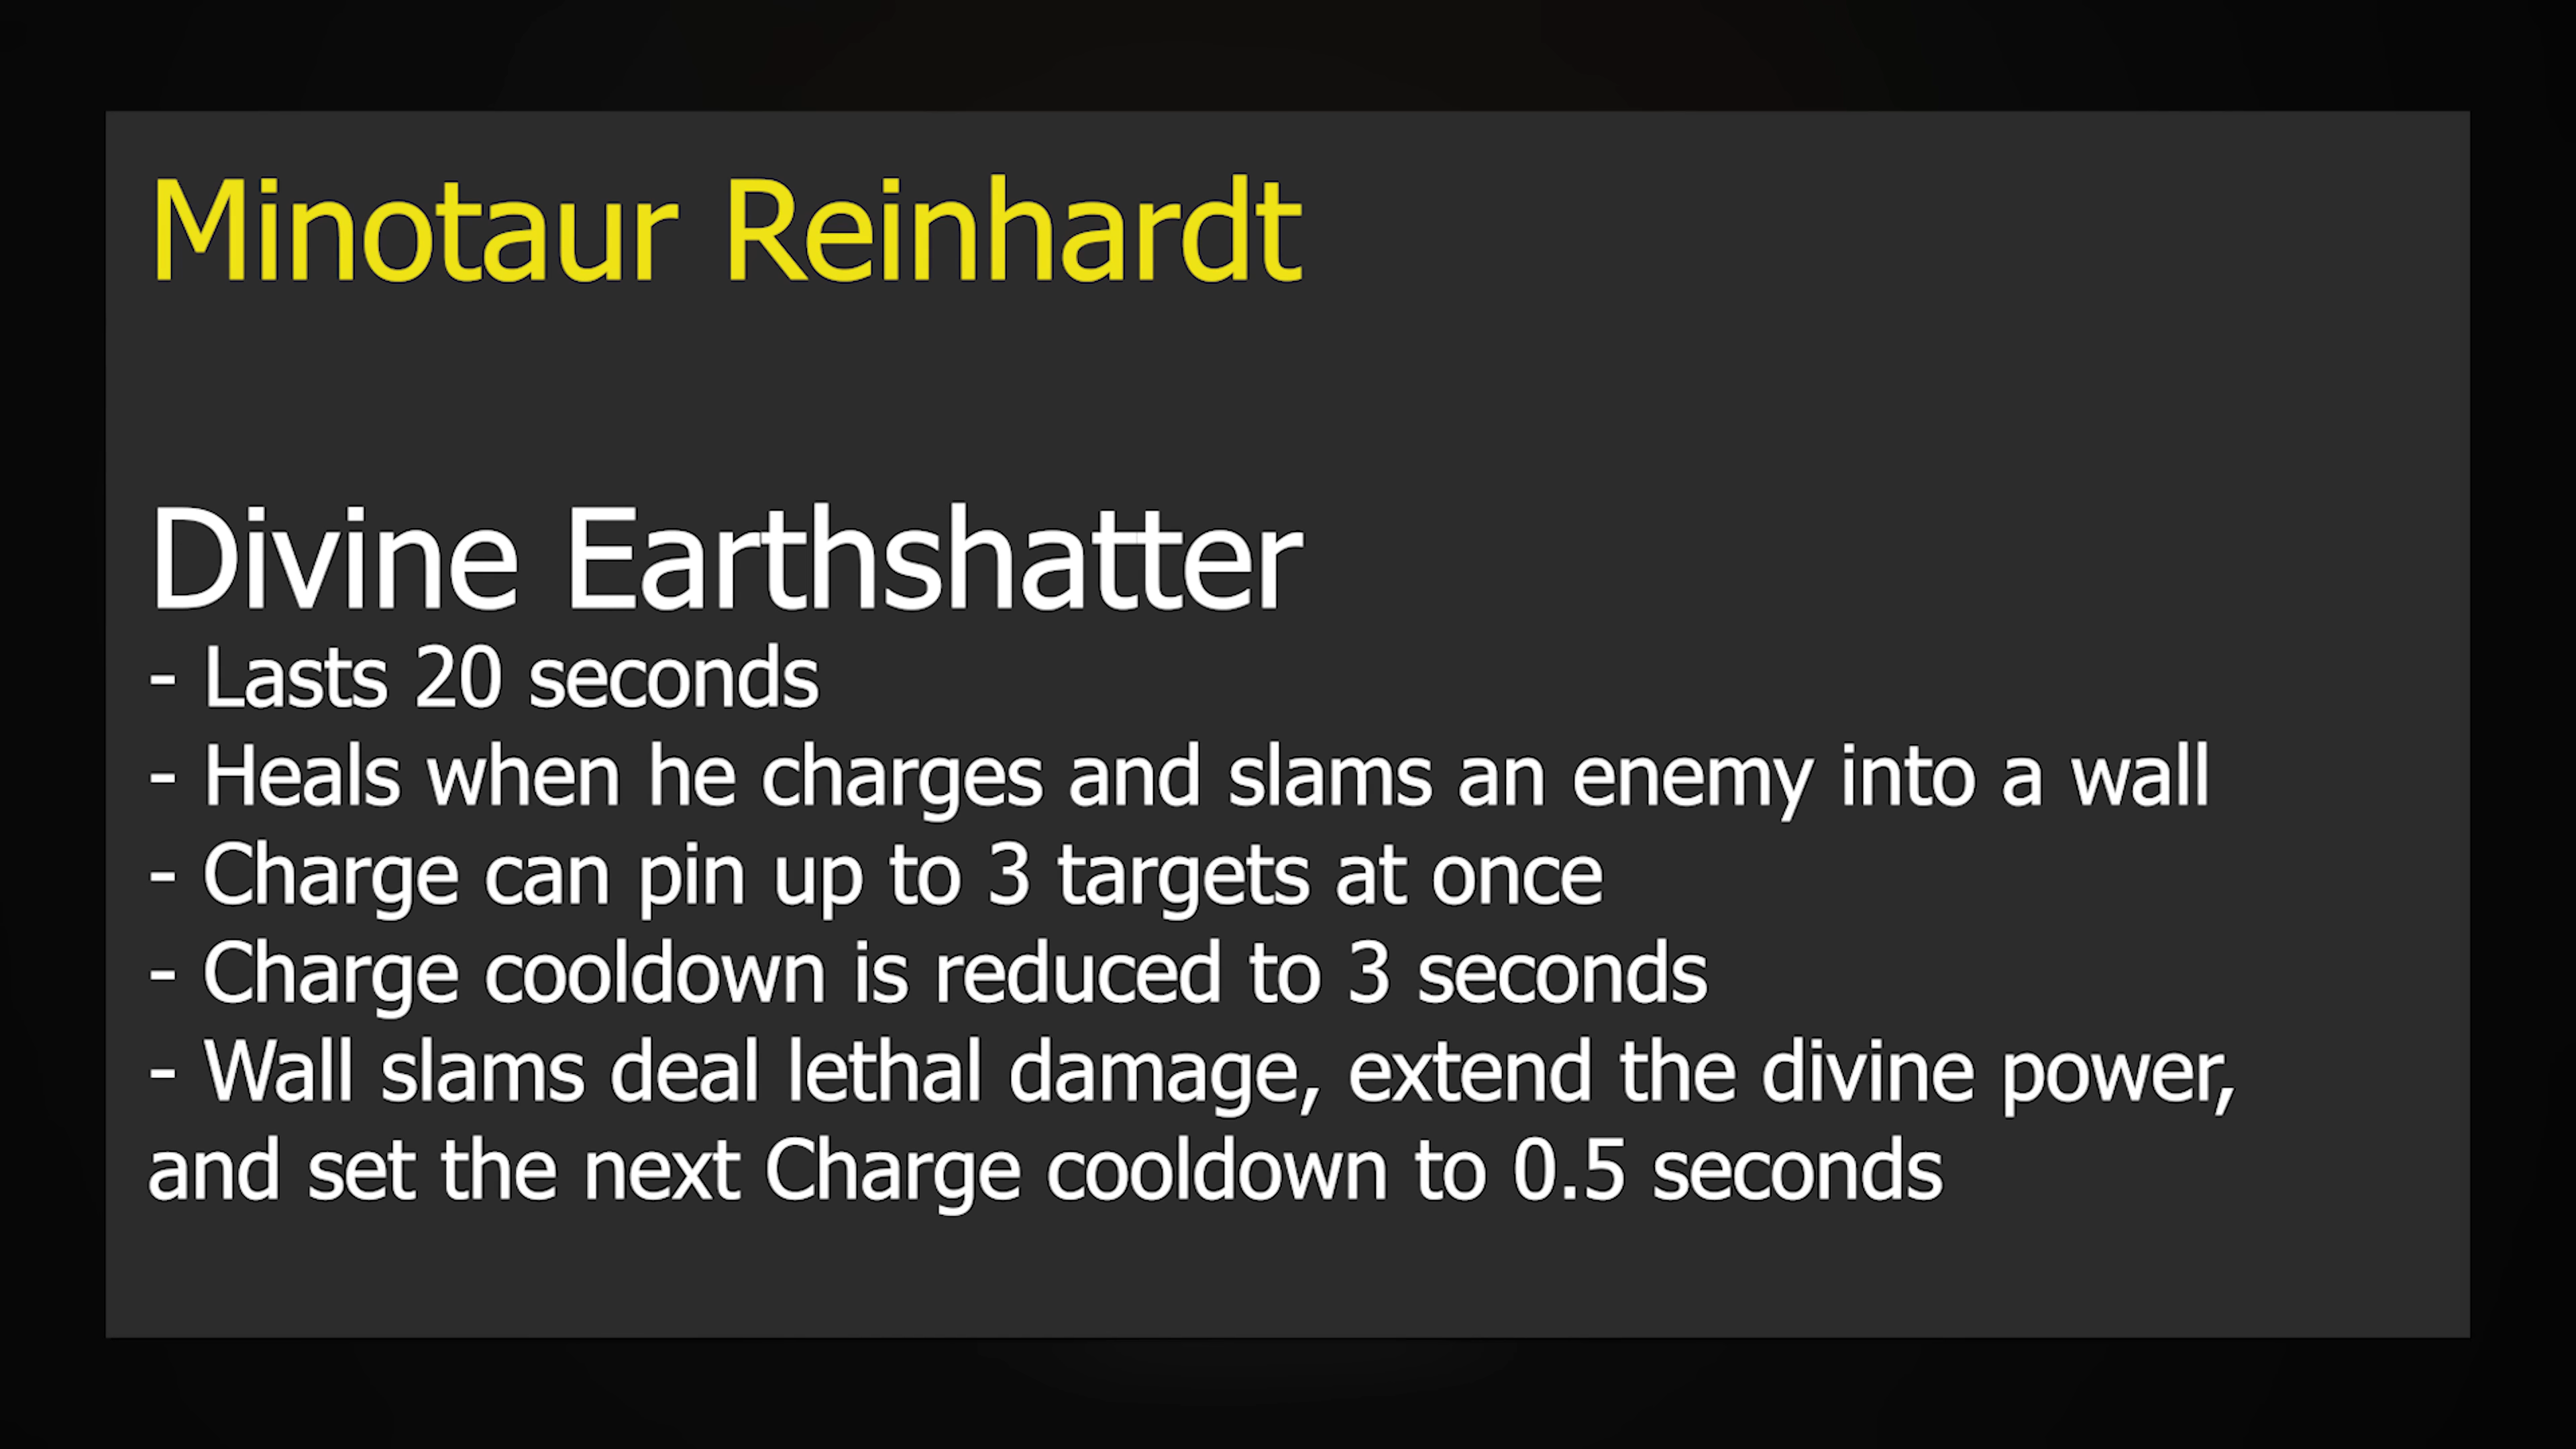 Minotaur Reinhardt
Divine Earthshatter
- Lasts 20 seconds
- Heals when he charges and slams an enemy into a wall
- Charge can pin up to 3 targets at once
- Charge cooldown is reduced to 3 seconds
- Wall slams deal lethal damage, extend the divine power,
and set the next Charge cooldown to 0.5 seconds